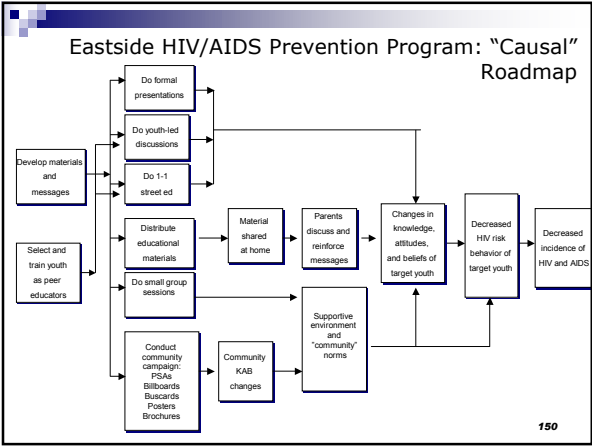 Eastside HIV/AIDS Prevention Program: “Causal”
Roadmap
Do formal
presentations
Do youth-led
discussions
Develop materials
and
messages
Do 1-1
street ed
Select and
train youth
as peer
educators
Distribute
educational
materials
Material
shared
at home
Parents
discuss and
reinforce
messages
Changes in
knowledge,
attitudes,
and beliefs of
target youth
Decreased
HIV risk
behavior of
target youth
Decreased
incidence of
HIV and AIDS
Do small group
sessions
Supportive
environment
and
“community”
norms
Conduct
community
campaign:
PSAs
Billboards
Buscards
Posters
Brochures
Community
KAB
changes
150